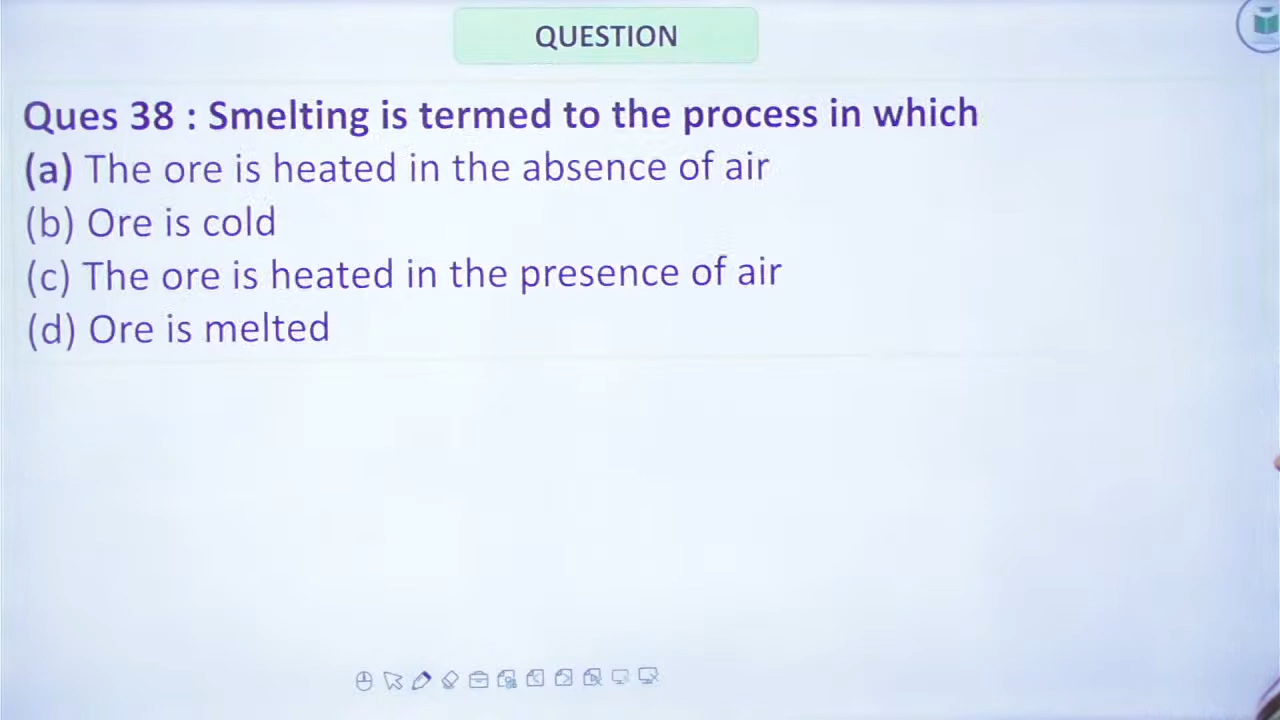 QUESTION
Ques 38 : Smelting is termed to the process in which
(a) The ore is heated in the absence of air
(b) Ore is cold
(c) The ore is heated in the presence of air
(d) Ore is melted